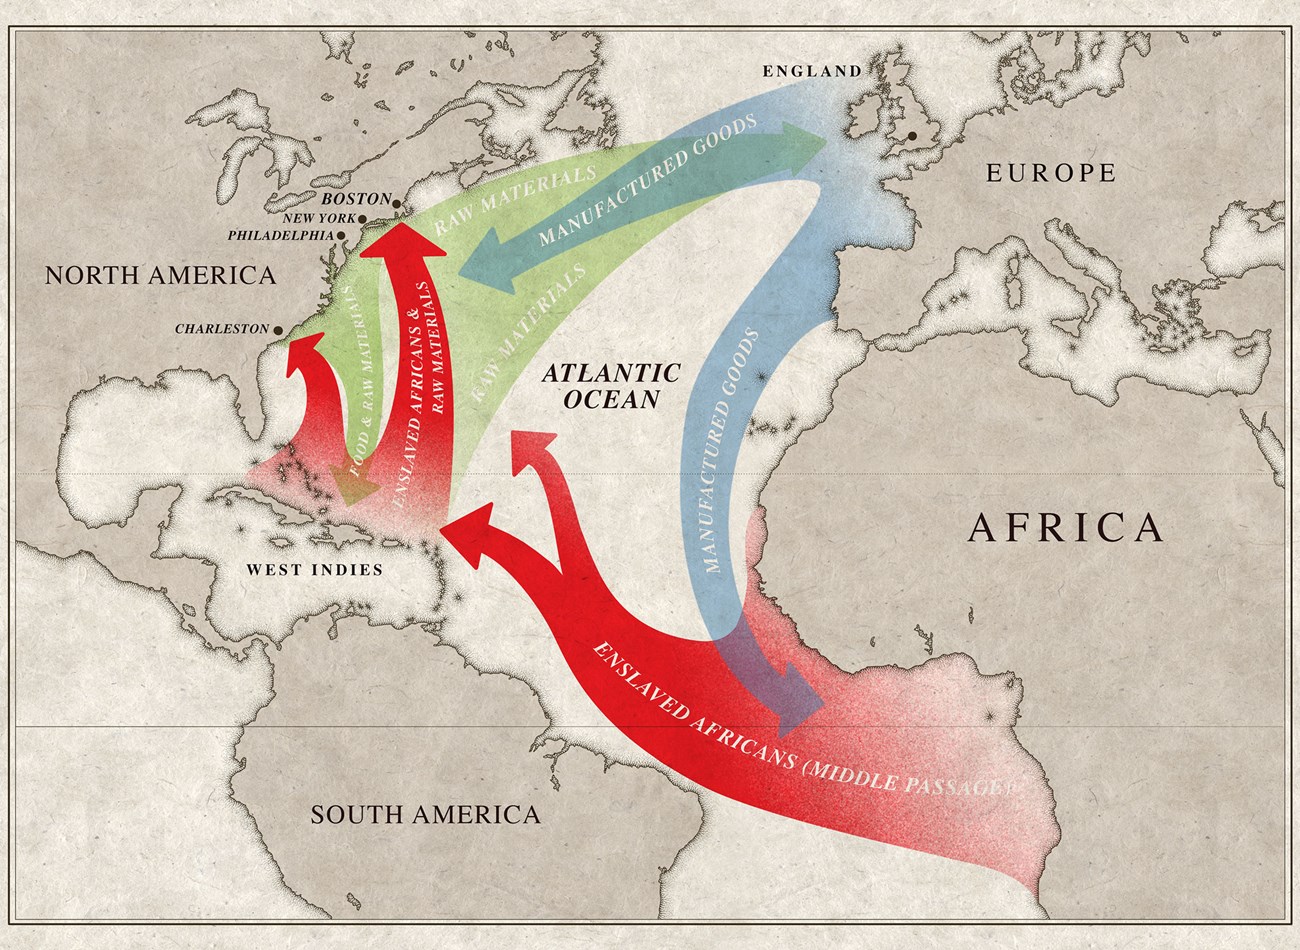 ENGLAND
EUROPE
RAW MATERIALS
MANUFACTURED GOODS
BOSTON
NEW YORK
PHILADELPHIA
NORTH AMERICA
CHARLESTON
FOOD & RAW MATERIALS
ENSLAVED AFRICANS &
RAW MATERIALS
RAW MATERIALS
ATLANTIC
OCEAN
MANUFACTURED GOODS
AFRICA
WEST INDIES
ENSLAVED AFRICANS (MIDDLE PASSAGE)
SOUTH AMERICA